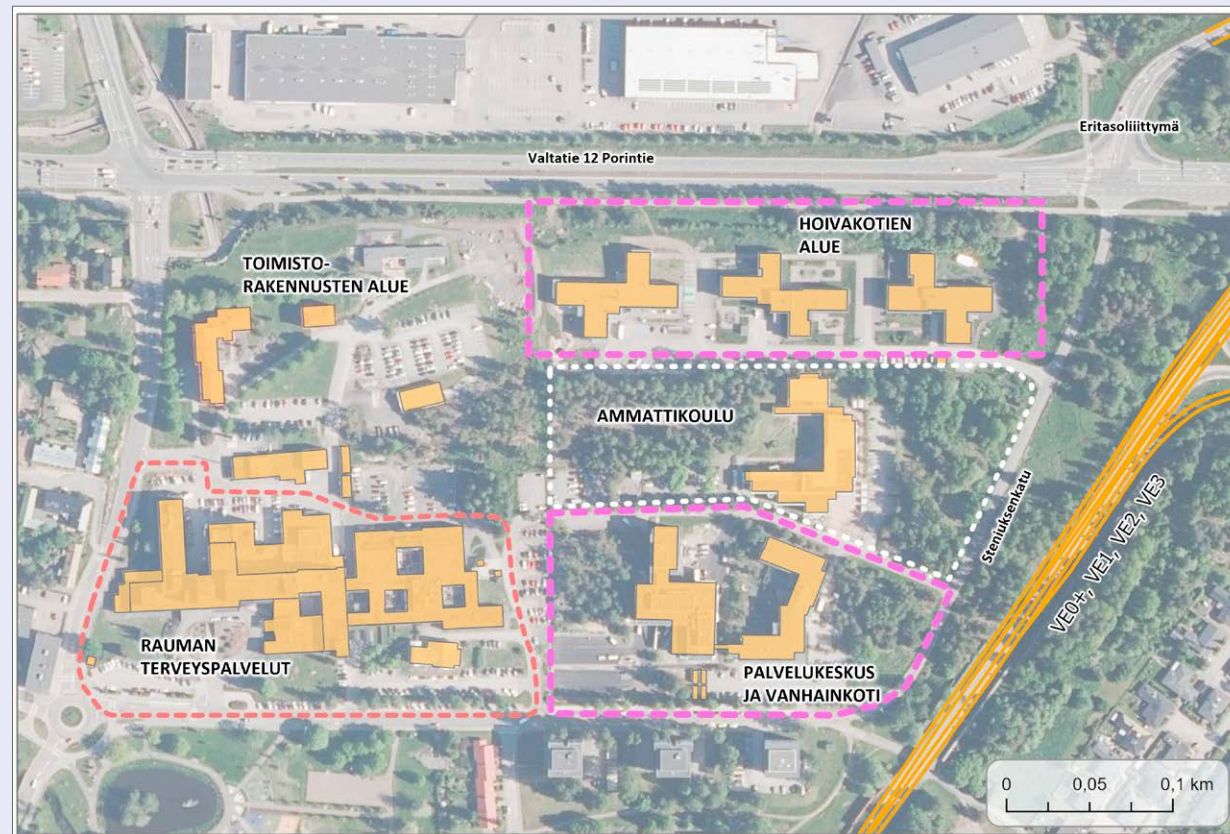 Eritasoliittymä
Valtatie 12 Porintie
HOIVAKOTIEN
ALUE
TOIMISTO-
RAKENNUSTEN ALUE
AMMATTIKOULU
Steniuksenkatu
VE0+, VE1, VE2, VE3
RAUMAN
TERVEYSPALVELUT
PALVELUKESKUS
JA VANHAINKOTI
0 0,05 0,1 km